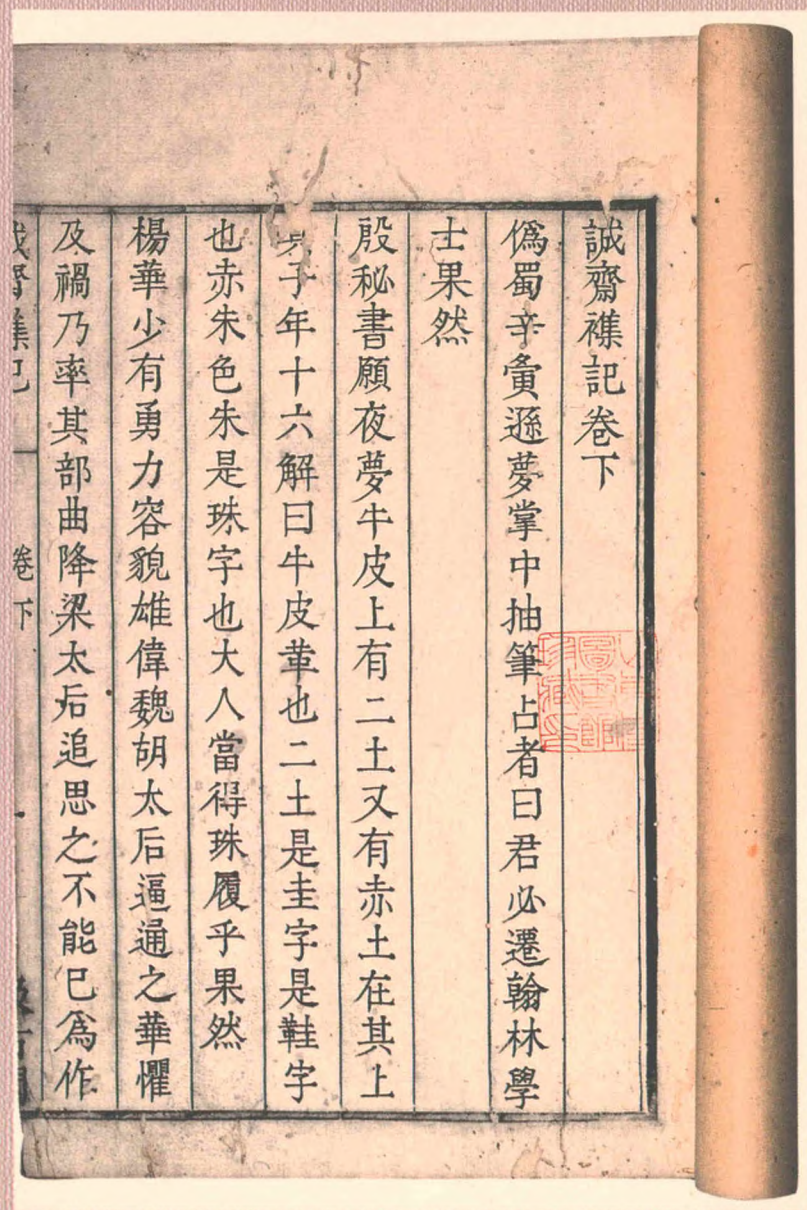 誠齋襍記卷下
僞蜀辛夤遜夢掌中抽筆占者曰君必遷翰林學
士果然
殷秘書願夜夢牛皮上有二土又有赤土在其上
子年十六解曰牛皮革也二土是圭字是鞋字
也赤朱色朱是珠字也大人當得珠履乎果然
楊華少有勇力容貌雄偉魏胡太后逼通之華懼
及禍乃率其部曲降梁太后追思之不能已爲作
誠齋襍記
卷下